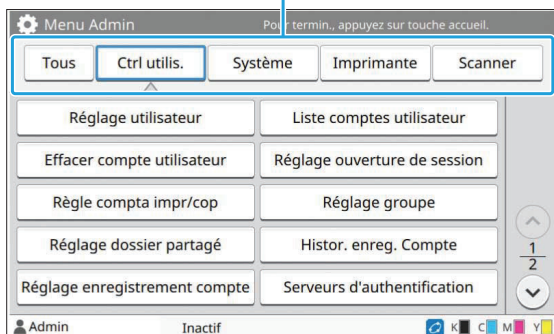 Menu Admin Pour termin., appuyez sur touche accueil.
Tous Ctrl utilis. Système Imprimante Scanner
Réglage utilisateur Liste comptes utilisateur
Effacer compte utilisateur Réglage ouverture de session
Règle compta impr/cop Réglage groupe
Réglage dossier partagé Histor. enreg. Compte
1
2
Réglage enregistrement compte Serveurs d'authentification
Admin Inactif K C M Y